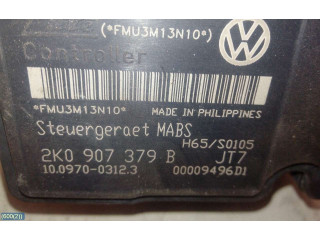 (*FMU3M13N10*)
Controller
*FMU3M13N10*
MADE IN PHILIPPINES
Steuergeraet MABS
H65/S0105
2K0 907 379 B JT7
10.0970-0312.3 00009496D1